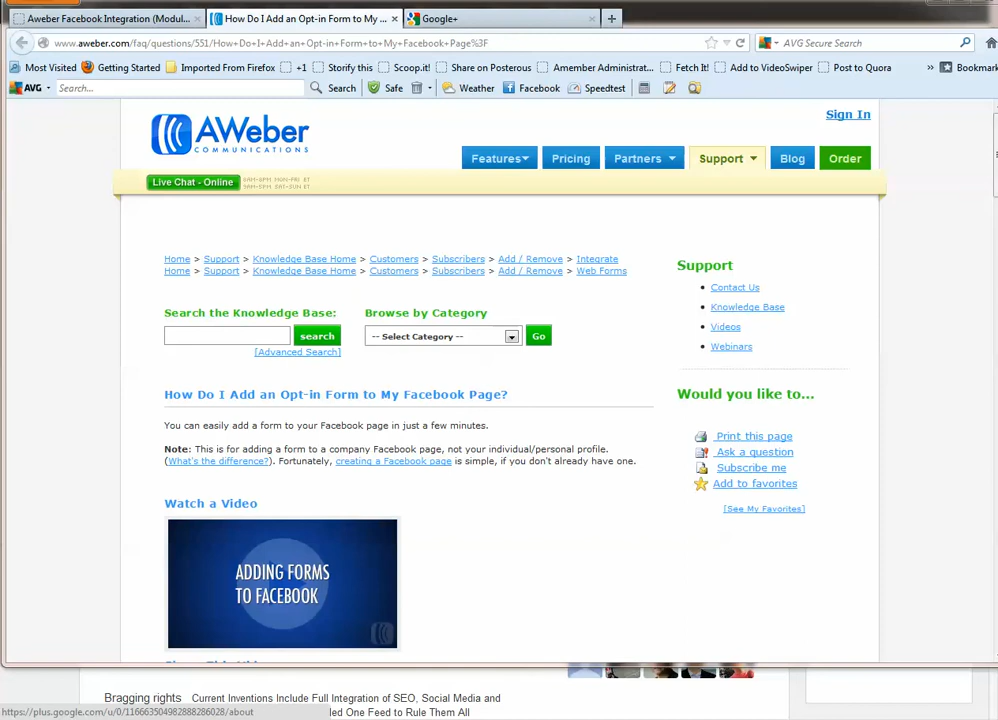 Aweber Facebook Integration (Modul...
How Do I Add an Opt-in Form to My ...
Google+
www.aweber.com/faq/questions/551/How+Do+I+Add+an+Opt-in+Form+to+My+Facebook+Page%3F
AVG Secure Search
Most Visited Getting Started Imported From Firefox +1 Storify this Scoop.it! Share on Posterous Amember Administrat... Fetch It! Add to VideoSwiper Post to Quora » Bookmark
AVG Search... Search Safe Weather Facebook Speedtest
Sign In
AWeber
COMMUNICATIONS
Features Pricing Partners Support Blog Order
Live Chat - Online
8AM-8PM MON-FRI ET
9AM-5PM SAT-SUN ET
Home > Support > Knowledge Base Home > Customers > Subscribers > Add / Remove > Integrate
Home > Support > Knowledge Base Home > Customers > Subscribers > Add / Remove > Web Forms
Search the Knowledge Base:
search
[Advanced Search]
Browse by Category
-- Select Category --
Go
How Do I Add an Opt-in Form to My Facebook Page?
You can easily add a form to your Facebook page in just a few minutes.
Note: This is for adding a form to a company Facebook page, not your individual/personal profile.
(What's the difference?). Fortunately, creating a Facebook page is simple, if you don't already have one.
Watch a Video
ADDING FORMS
TO FACEBOOK
Support
Contact Us
Knowledge Base
Videos
Webinars
Would you like to...
Print this page
Ask a question
Subscribe me
Add to favorites
[See My Favorites]
Bragging rights Current Inventions Include Full Integration of SEO, Social Media and
led One Feed to Rule Them All
https://plus.google.com/u/0/116663504982888286028/about